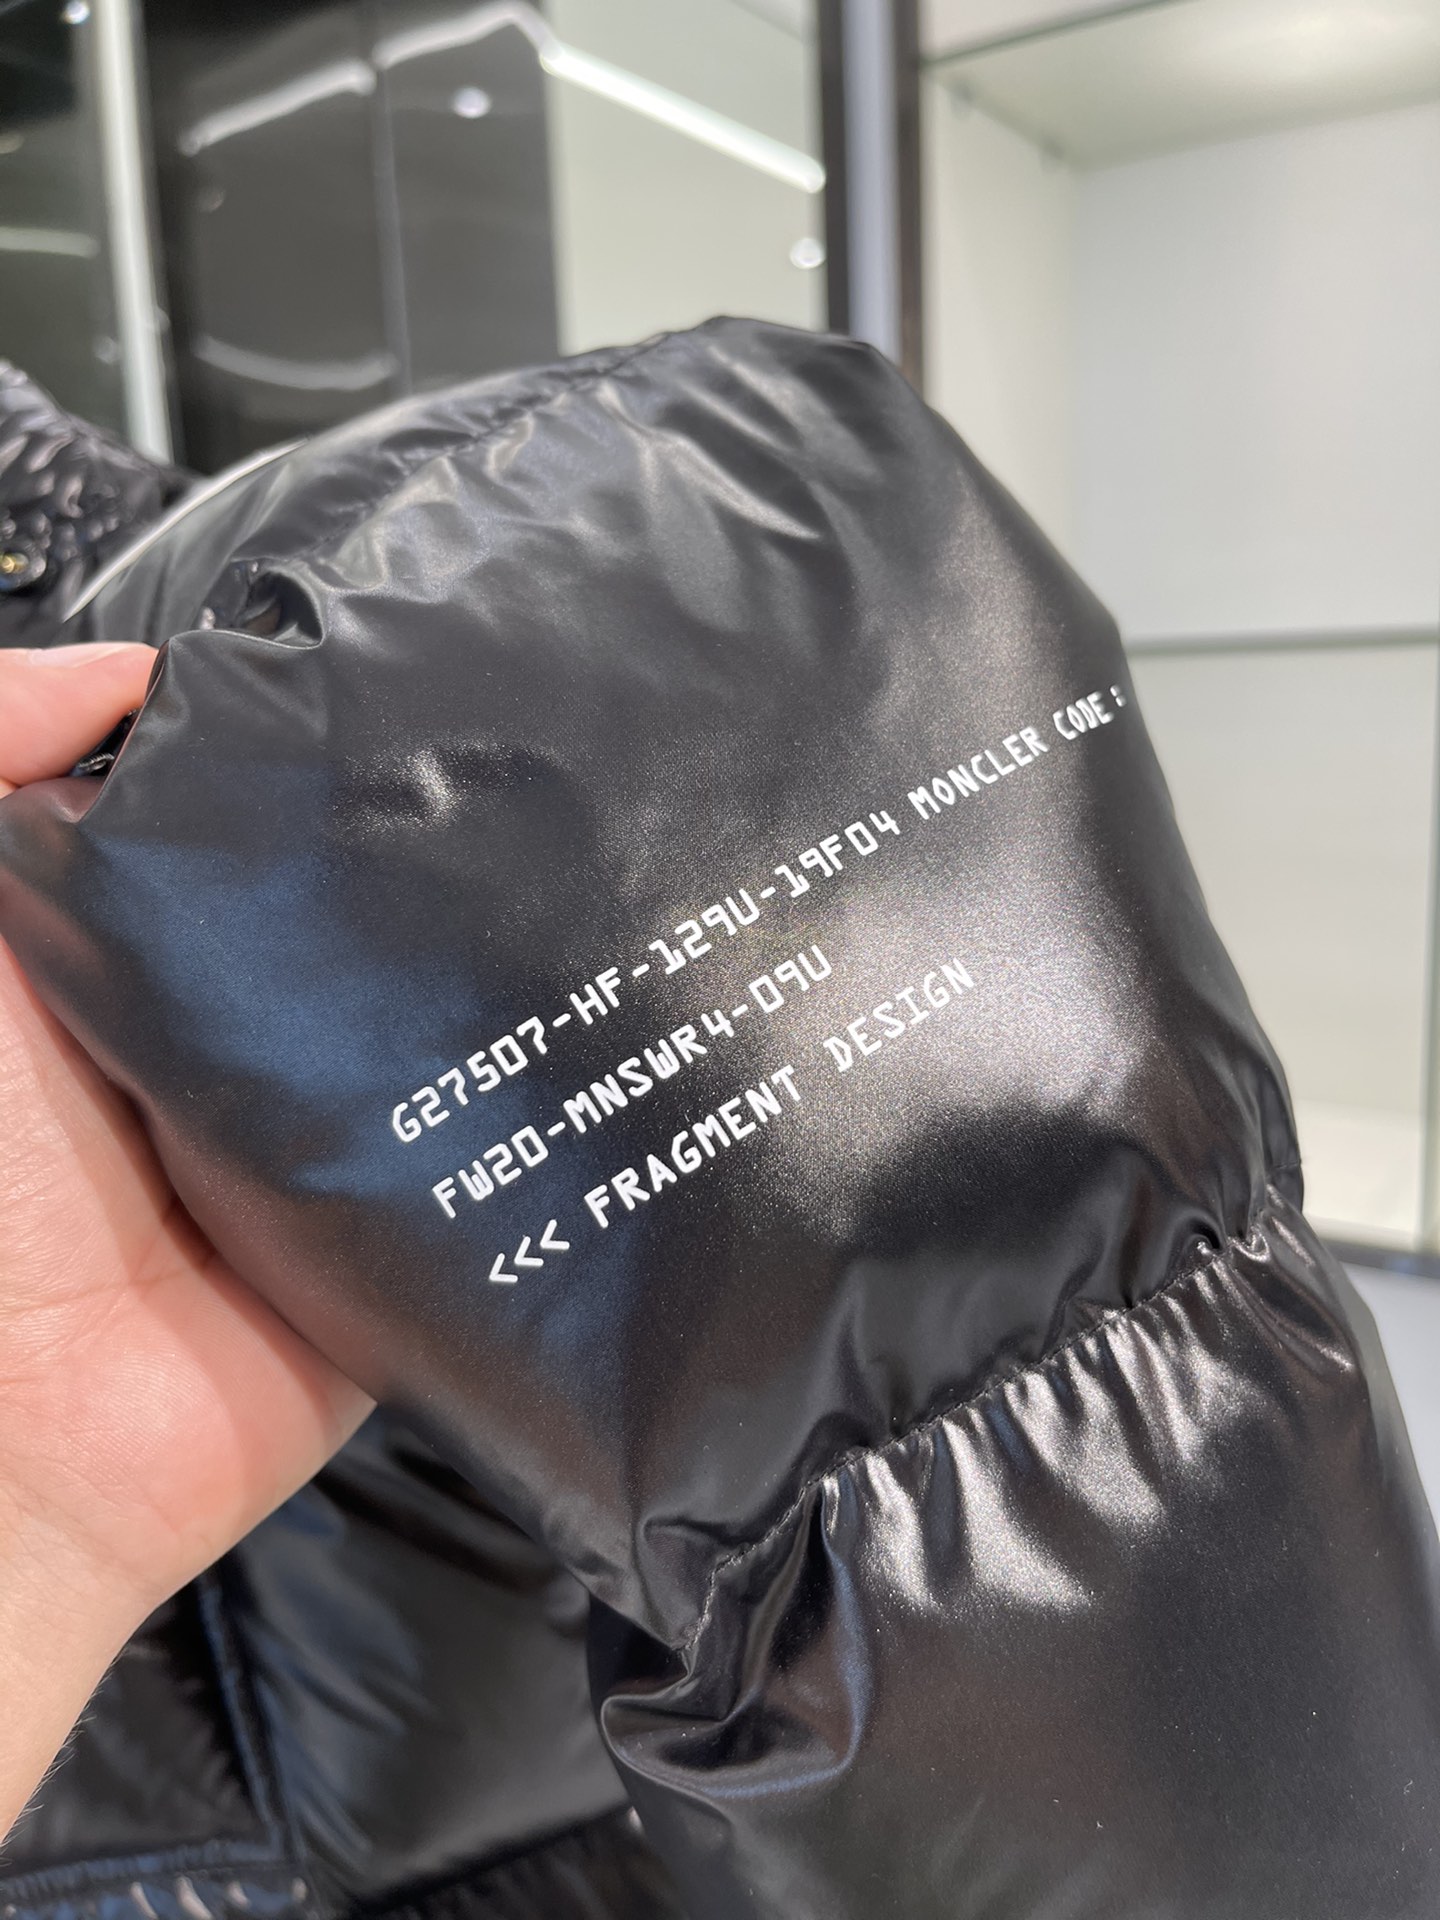 G27507-HF-129U-19F04 MONCLER CODE:
FW20-MNSWR4-09U
<<< FRAGMENT DESIGN